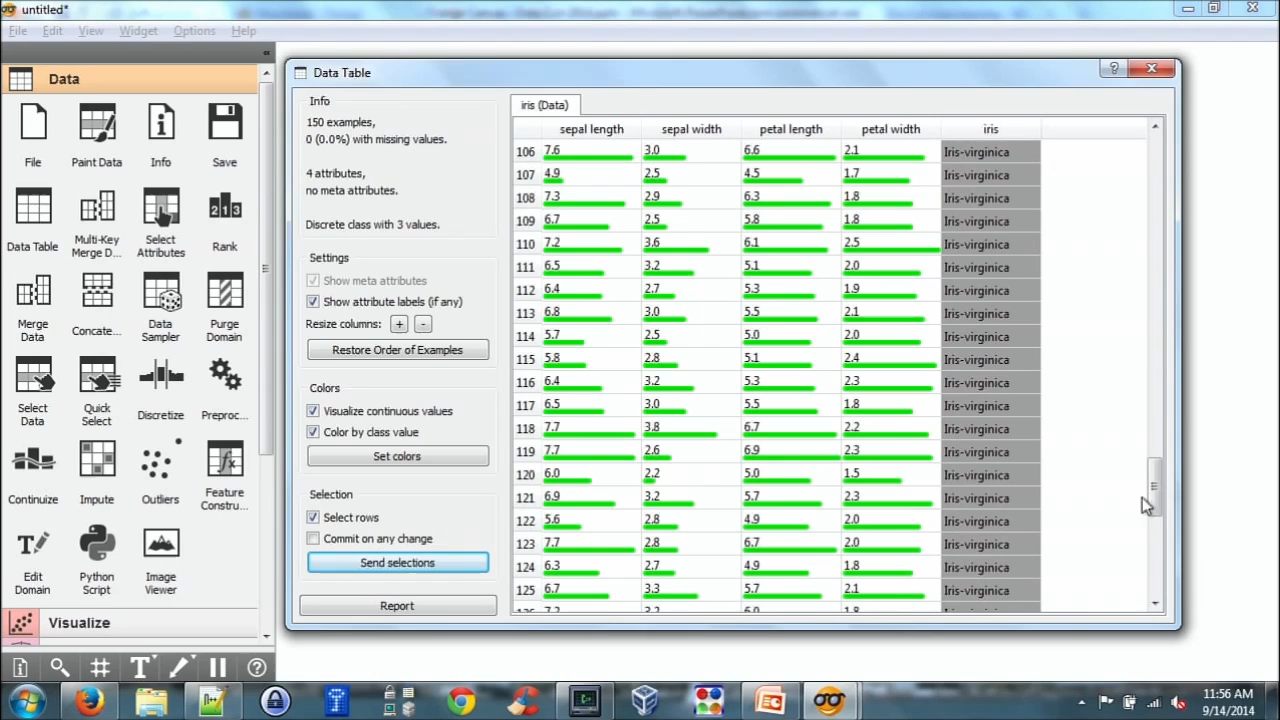 untitled*
File Edit View Widget Options Help
Data
File Paint Data Info Save
Data Table Multi-Key Merge D... Select Attributes Rank
Merge Data Concate... Data Sampler Purge Domain
Select Data Quick Select Discretize Preproc...
Continuize Impute Outliers Feature Constru...
Edit Domain Python Script Image Viewer
Visualize
Data Table
Info
150 examples,
0 (0.0%) with missing values.
4 attributes,
no meta attributes.
Discrete class with 3 values.
Settings
Show meta attributes
Show attribute labels (if any)
Resize columns: + -
Restore Order of Examples
Colors
Visualize continuous values
Color by class value
Set colors
Selection
Select rows
Commit on any change
Send selections
Report
iris (Data)
sepal length sepal width petal length petal width iris
106 7.6 3.0 6.6 2.1 Iris-virginica
107 4.9 2.5 4.5 1.7 Iris-virginica
108 7.3 2.9 6.3 1.8 Iris-virginica
109 6.7 2.5 5.8 1.8 Iris-virginica
110 7.2 3.6 6.1 2.5 Iris-virginica
111 6.5 3.2 5.1 2.0 Iris-virginica
112 6.4 2.7 5.3 1.9 Iris-virginica
113 6.8 3.0 5.5 2.1 Iris-virginica
114 5.7 2.5 5.0 2.0 Iris-virginica
115 5.8 2.8 5.1 2.4 Iris-virginica
116 6.4 3.2 5.3 2.3 Iris-virginica
117 6.5 3.0 5.5 1.8 Iris-virginica
118 7.7 3.8 6.7 2.2 Iris-virginica
119 7.7 2.6 6.9 2.3 Iris-virginica
120 6.0 2.2 5.0 1.5 Iris-virginica
121 6.9 3.2 5.7 2.3 Iris-virginica
122 5.6 2.8 4.9 2.0 Iris-virginica
123 7.7 2.8 6.7 2.0 Iris-virginica
124 6.3 2.7 4.9 1.8 Iris-virginica
125 6.7 3.3 5.7 2.1 Iris-virginica
11:56 AM
9/14/2014